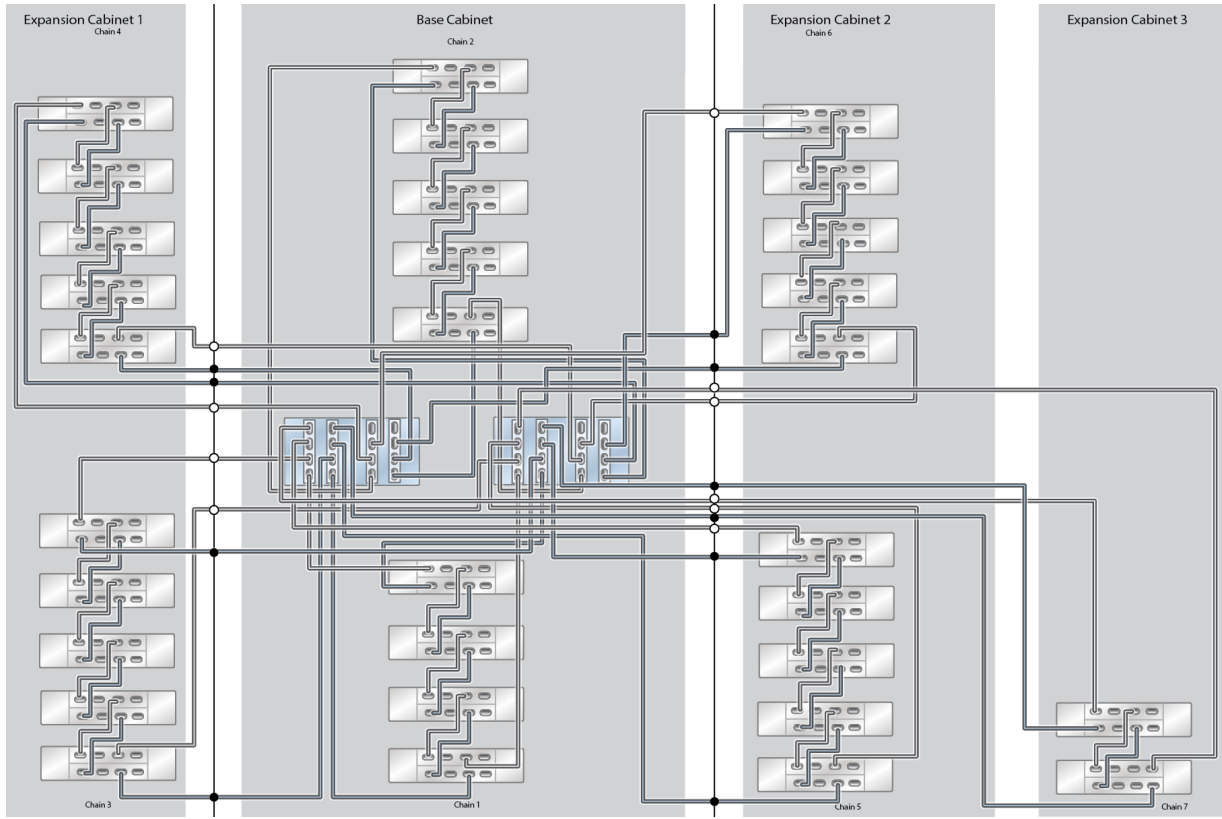 Expansion Cabinet 1
Chain 4
Base Cabinet
Chain 2
Expansion Cabinet 2
Chain 6
Expansion Cabinet 3
Chain 3
Chain 1
Chain 5
Chain 7